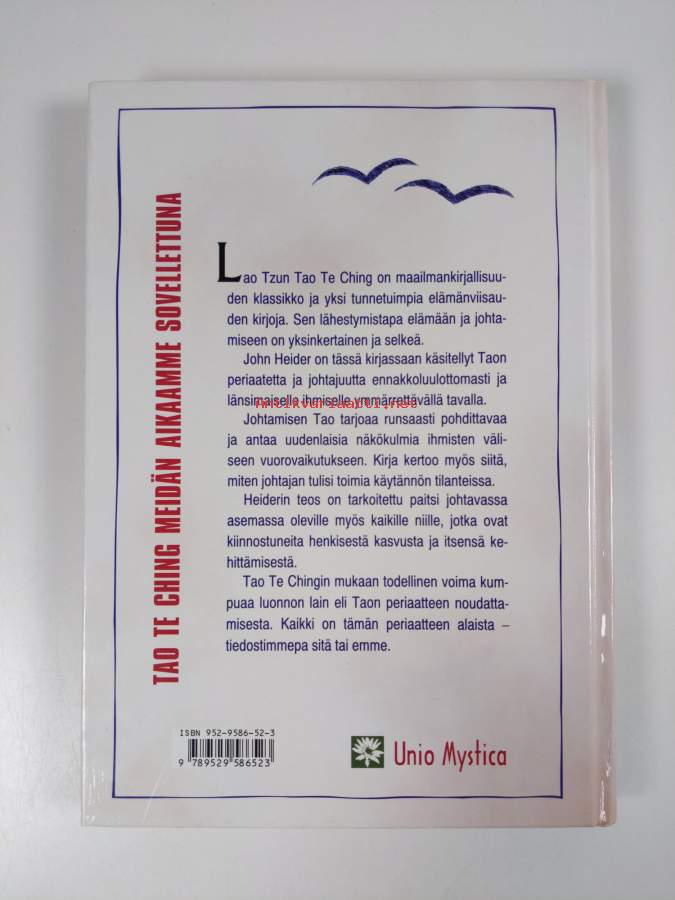 TAO TE CHING MEIDÄN AIKAAMME SOVELLETTUNA
Lao Tzun Tao Te Ching on maailmankirjallisuu-
den klassikko ja yksi tunnetuimpia elämänviisau-
den kirjoja. Sen lähestymistapa elämään ja johta-
miseen on yksinkertainen ja selkeä.
John Heider on tässä kirjassaan käsitellyt Taon
periaatetta ja johtajuutta ennakkoluulottomasti ja
länsimaiselle ihmiselle ymmärrettävällä tavalla.
Antikvariaatti.net
Johtamisen Tao tarjoaa runsaasti pohdittavaa
ja antaa uudenlaisia näkökulmia ihmisten väli-
seen vuorovaikutukseen. Kirja kertoo myös siitä,
miten johtajan tulisi toimia käytännön tilanteissa.
Heiderin teos on tarkoitettu paitsi johtavassa
asemassa oleville myös kaikille niille, jotka ovat
kiinnostuneita henkisestä kasvusta ja itsensä ke-
hittämisestä.
Tao Te Chingin mukaan todellinen voima kum-
puaa luonnon lain eli Taon periaatteen noudatta-
misesta. Kaikki on tämän periaatteen alaista –
tiedostimmepa sitä tai emme.
ISBN 952-9586-52-3
9 789529 586523
Unio Mystica